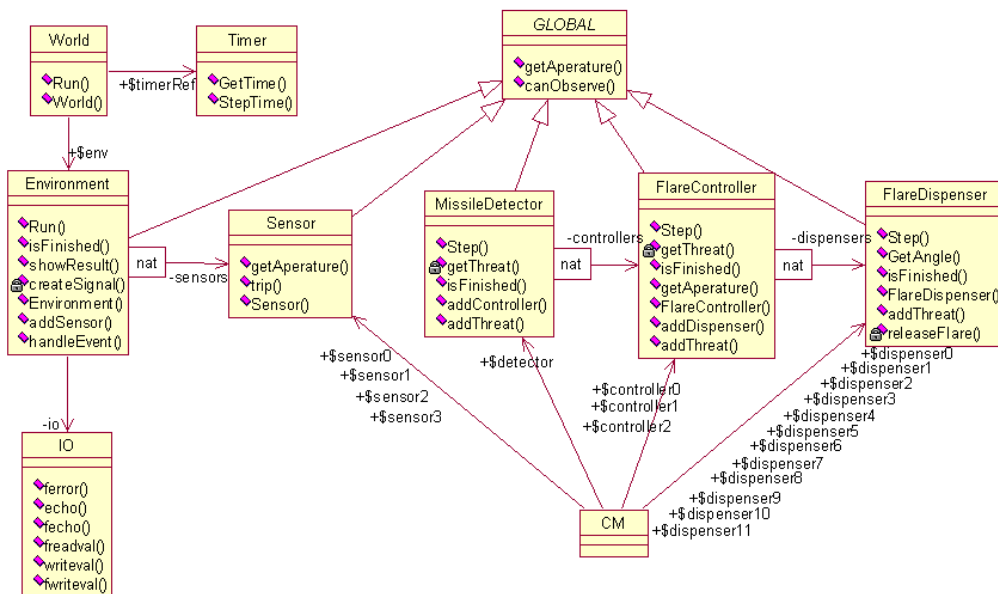 World
Run()
World()
+$timerRef
Timer
GetTime()
StepTime()
GLOBAL
getAperature()
canObserve()
+$env
Environment
Run()
isFinished()
showResult()
createSignal()
Environment()
addSensor()
handleEvent()
nat
-sensors
Sensor
getAperature()
trip()
Sensor()
MissileDetector
Step()
getThreat()
isFinished()
addController()
addThreat()
-controllers
nat
FlareController
Step()
getThreat()
isFinished()
getAperature()
FlareController()
addDispenser()
addThreat()
-dispensers
nat
FlareDispenser
Step()
GetAngle()
isFinished()
FlareDispenser()
addThreat()
releaseFlare()
+$sensor0
+$sensor1
+$sensor2
+$sensor3
+$detector
+$controller0
+$controller1
+$controller2
+$dispenser0
+$dispenser1
+$dispenser2
+$dispenser3
+$dispenser4
+$dispenser5
+$dispenser6
+$dispenser7
+$dispenser8
+$dispenser9
+$dispenser10
+$dispenser11
-io
IO
ferror()
echo()
fecho()
freadval()
writeval()
fwriteval()
CM